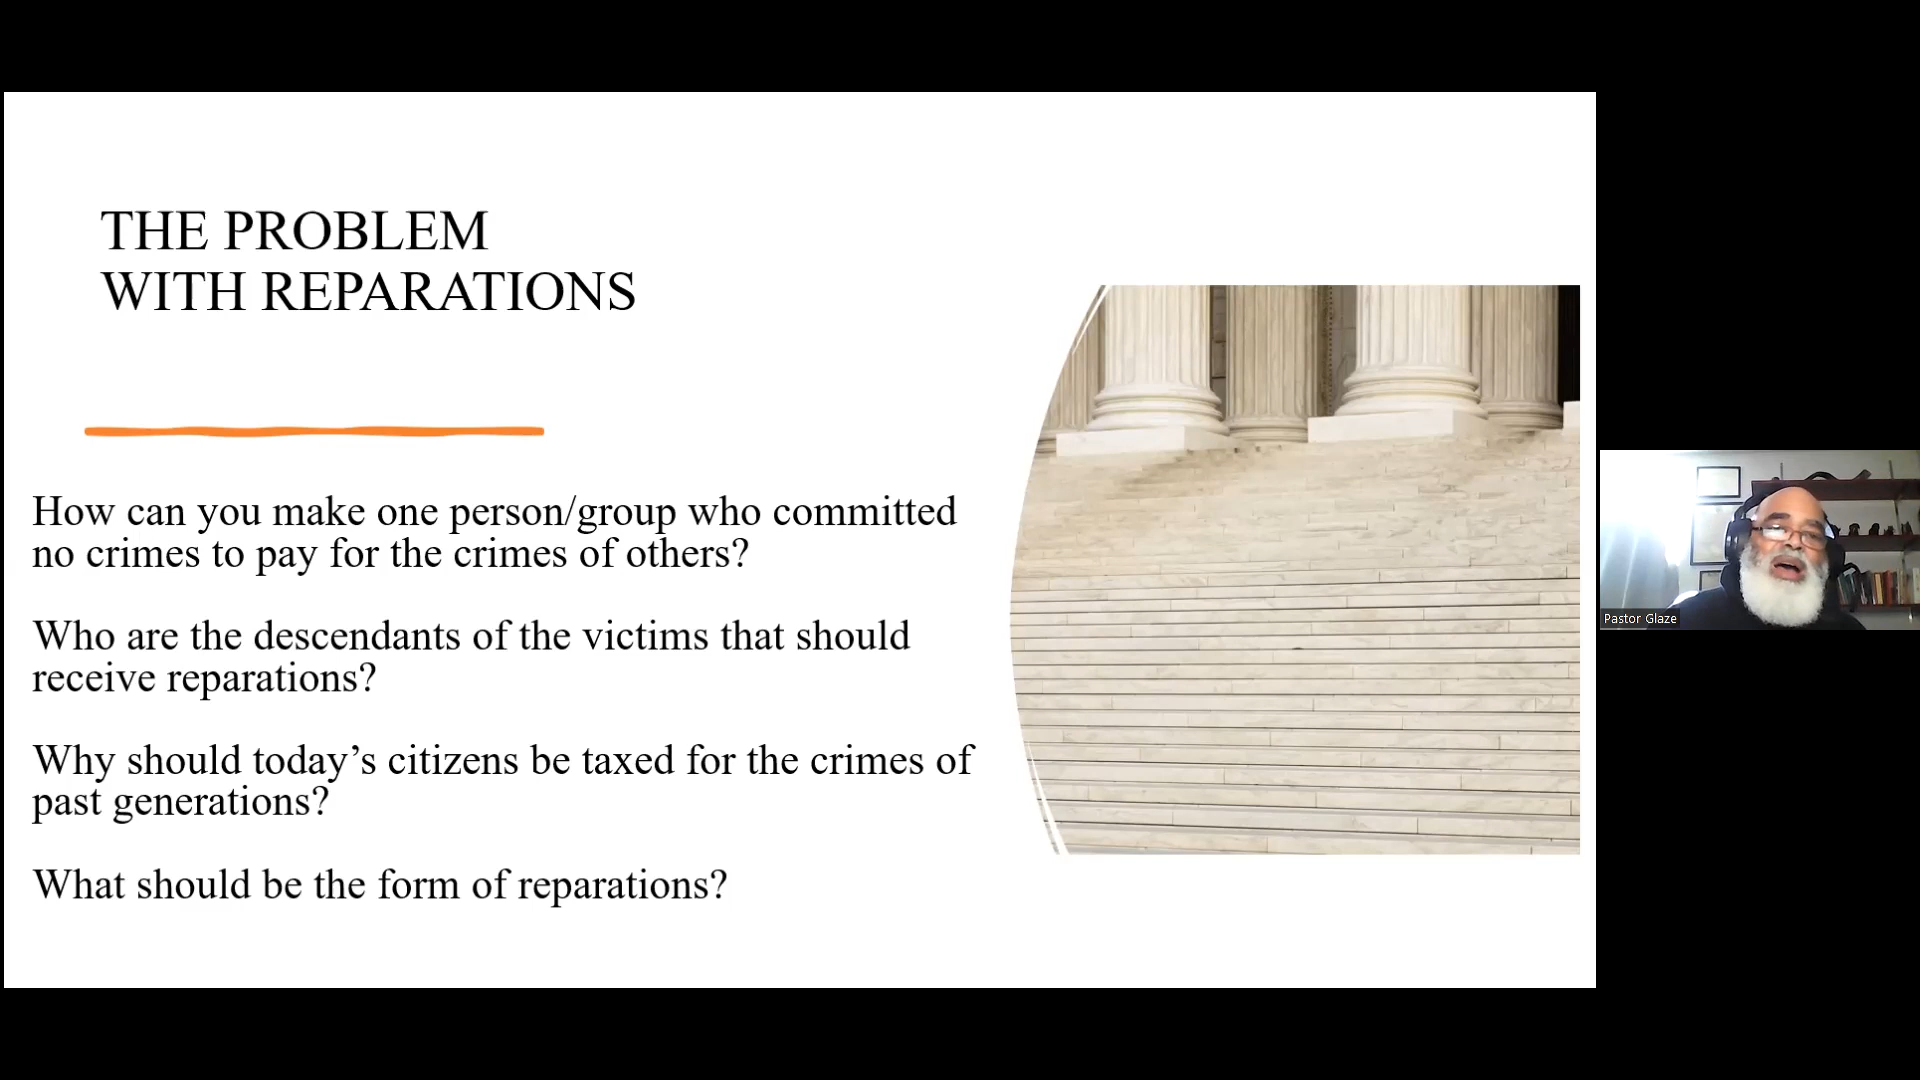 THE PROBLEM
WITH REPARATIONS
How can you make one person/group who committed
no crimes to pay for the crimes of others?
Who are the descendants of the victims that should
receive reparations?
Why should today’s citizens be taxed for the crimes of
past generations?
What should be the form of reparations?
Pastor Glaze